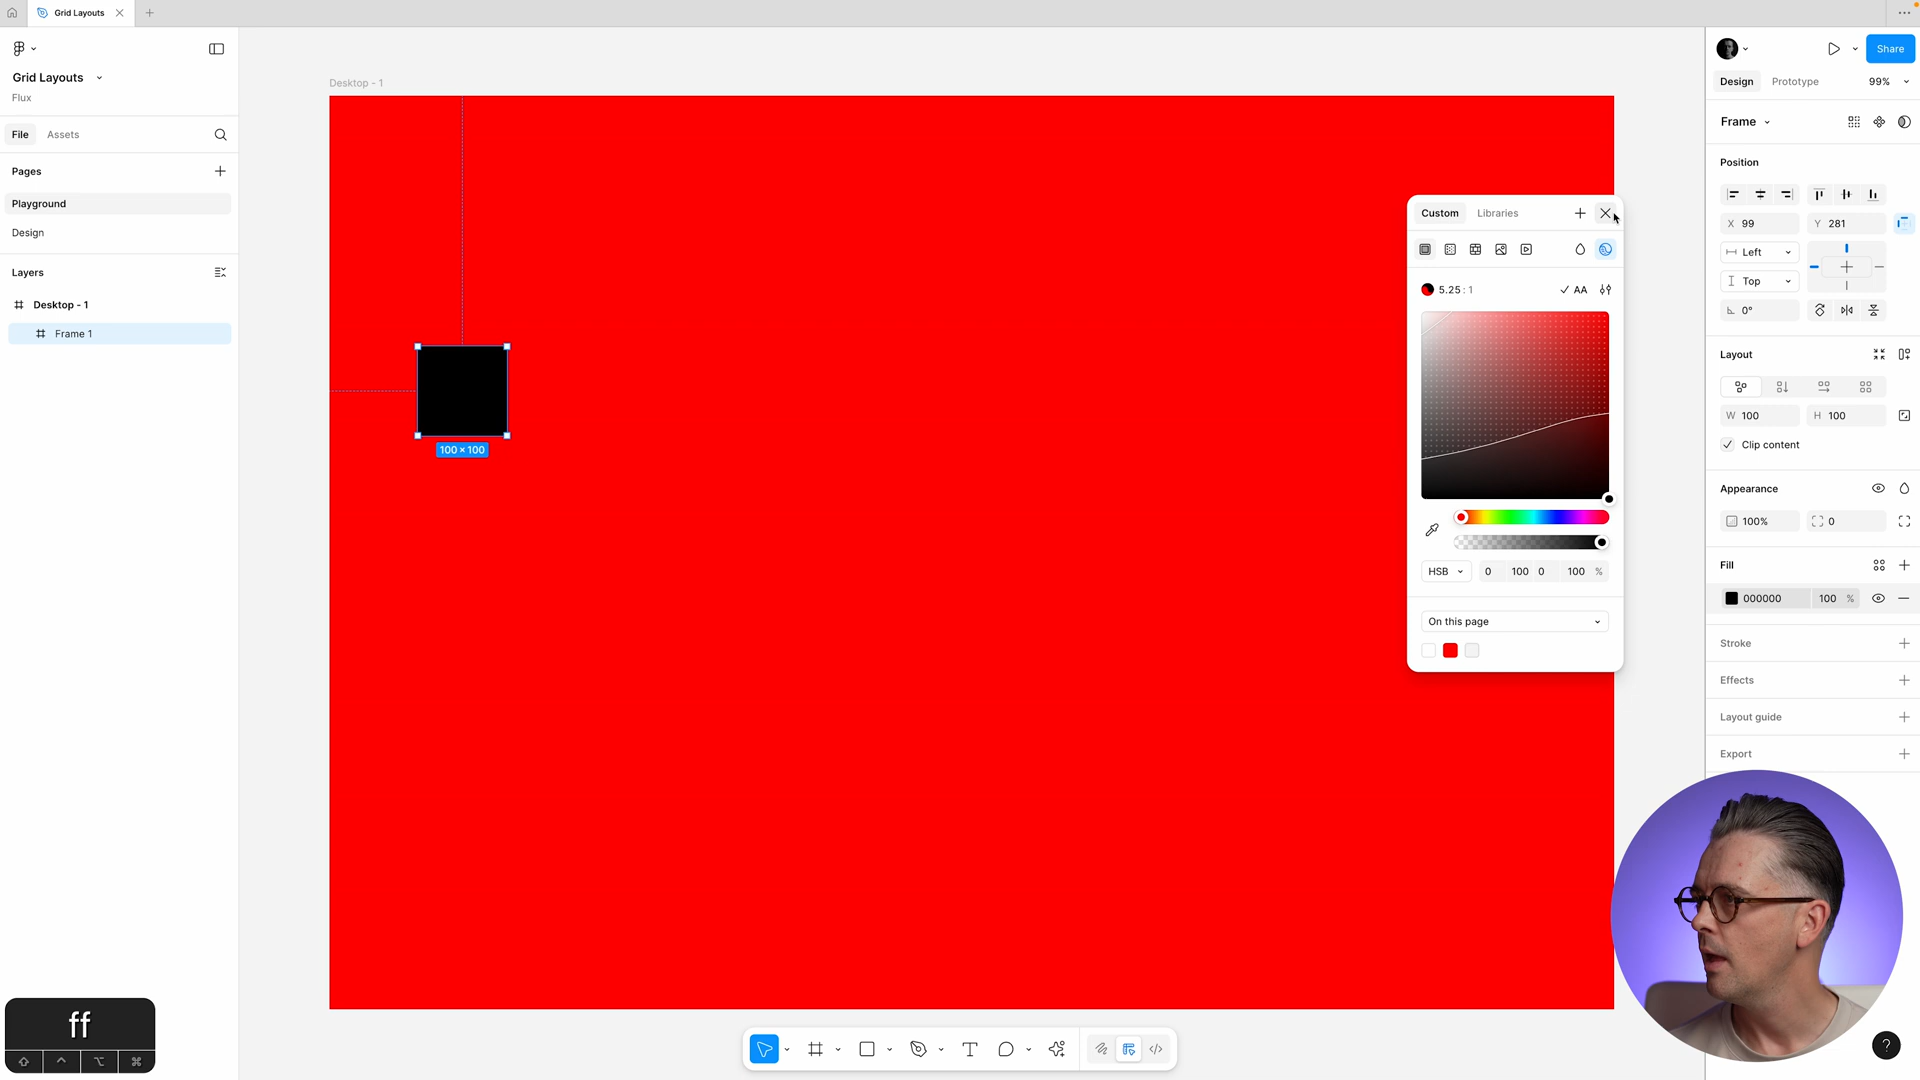 Grid Layouts
Share
Grid Layouts
Flux
Desktop - 1
Design
Prototype
99%
File
Assets
Frame
Pages
Position
Playground
Design
Custom
Libraries
X 99
Y 281
Left
Layers
Top
5.25 : 1
AA
0°
Desktop - 1
Frame 1
Layout
W 100
H 100
100 × 100
Clip content
Appearance
100%
0
Fill
HSB
0
100
0
100
%
000000
100
%
On this page
Stroke
Effects
Layout guide
Export
ff
?